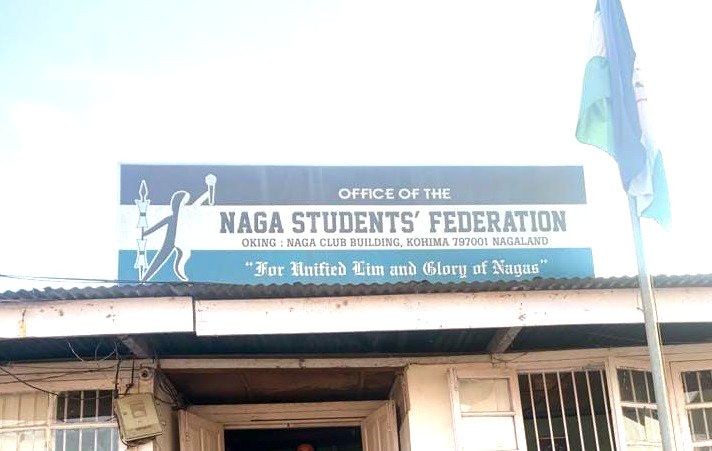 OFFICE OF THE
NAGA STUDENTS' FEDERATION
OKING : NAGA CLUB BUILDING, KOHIMA 797001 NAGALAND
"For Unified Lim and Glory of Nagas"